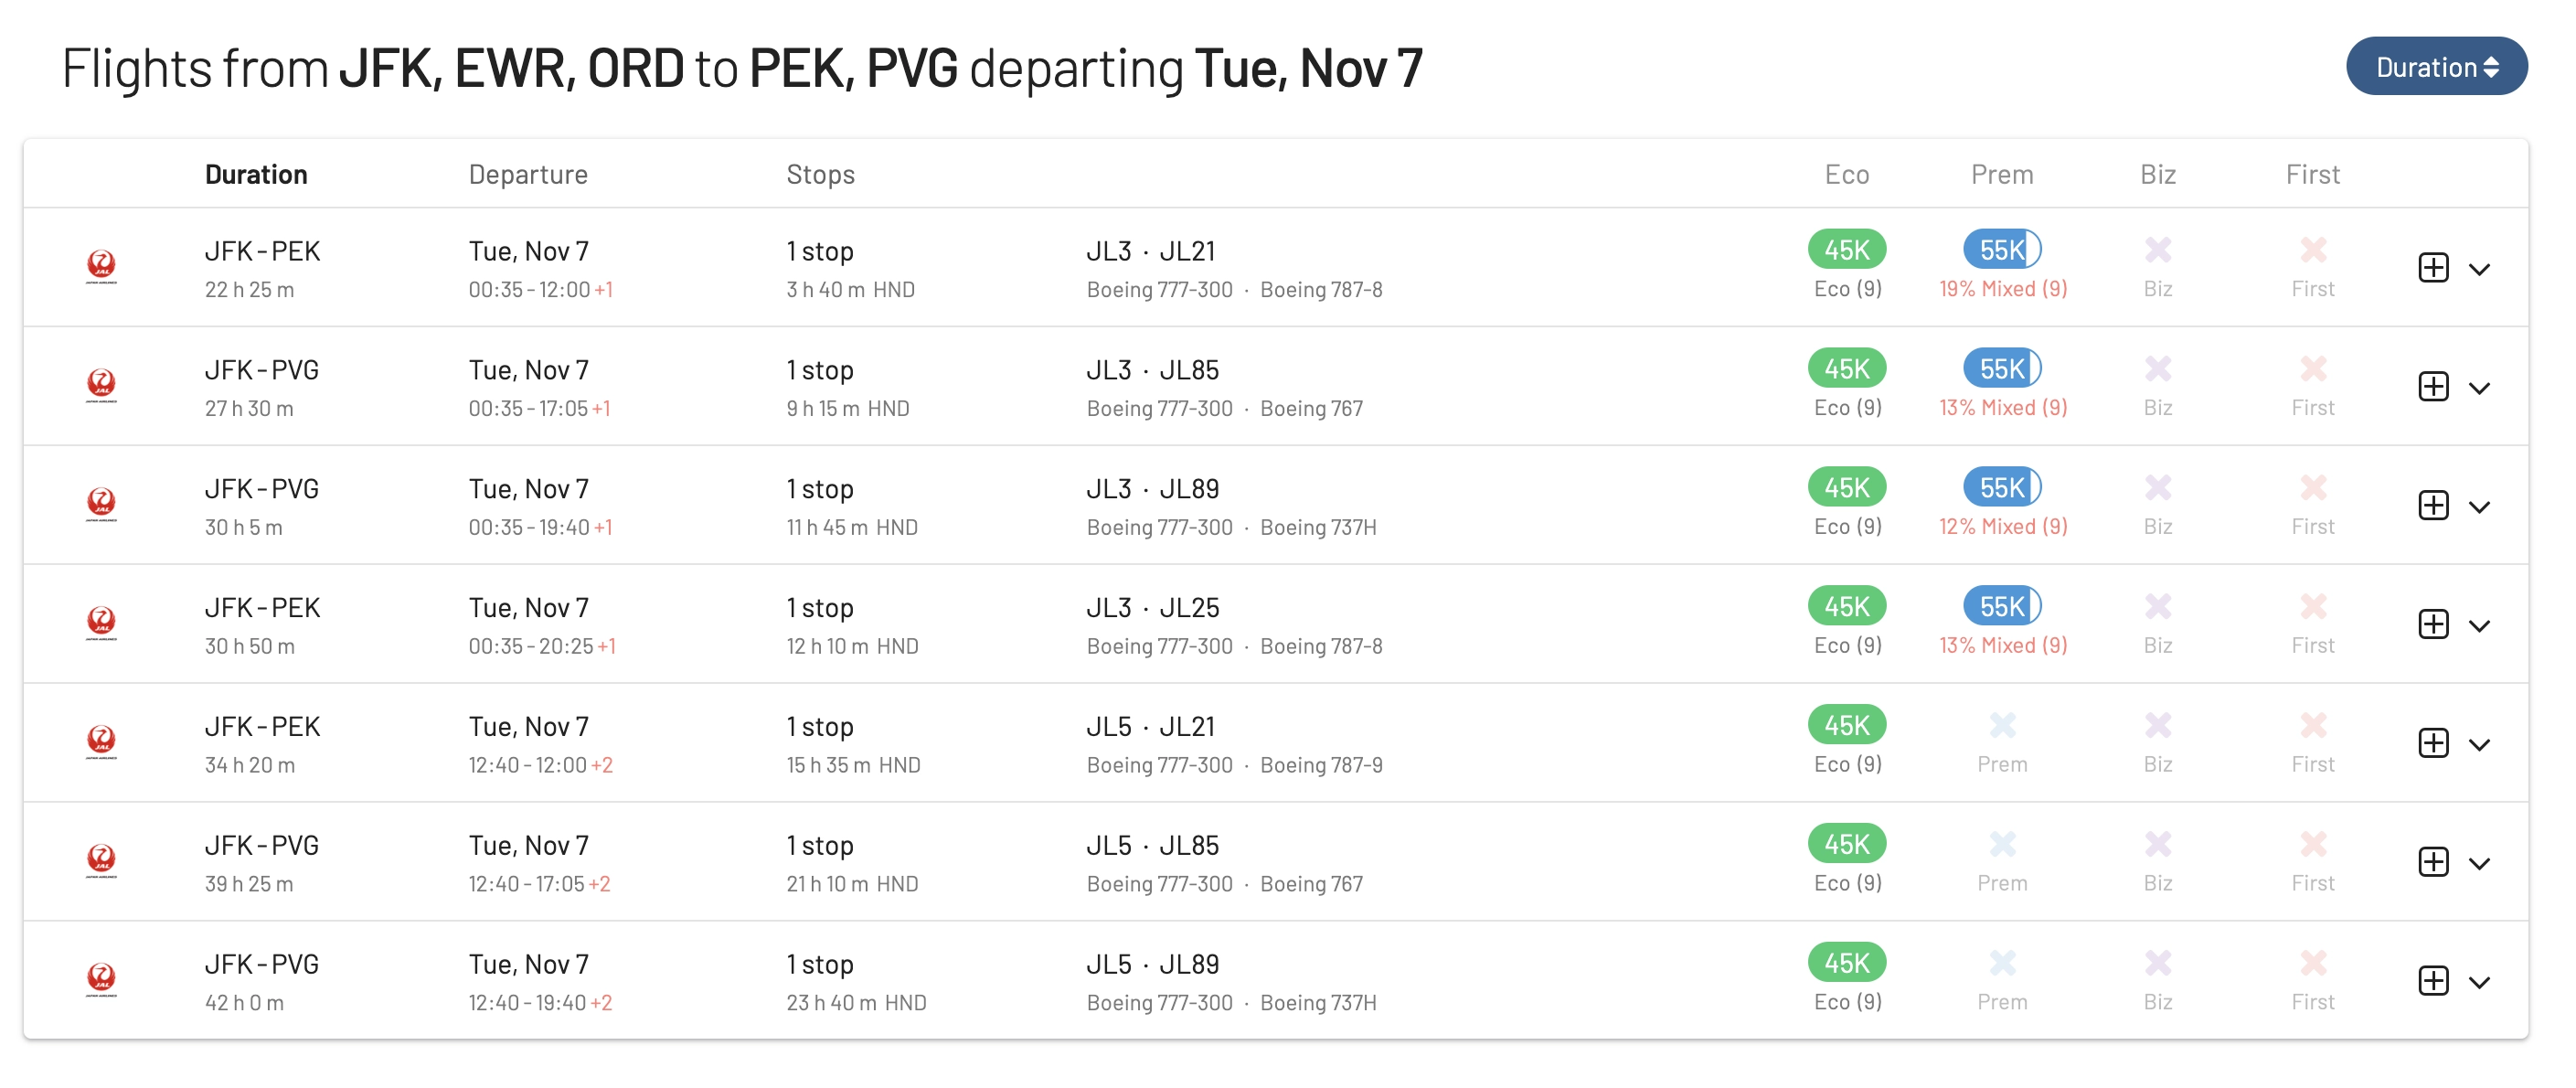 Flights from JFK, EWR, ORD to PEK, PVG departing Tue, Nov 7
Duration
Duration Departure Stops Eco Prem Biz First
JFK - PEK Tue, Nov 7 1 stop JL3 · JL21 45K 55K
22 h 25 m 00:35 - 12:00 +1 3 h 40 m HND Boeing 777-300 · Boeing 787-8 Eco (9) 19% Mixed (9) Biz First
JFK - PVG Tue, Nov 7 1 stop JL3 · JL85 45K 55K
27 h 30 m 00:35 - 17:05 +1 9 h 15 m HND Boeing 777-300 · Boeing 767 Eco (9) 13% Mixed (9) Biz First
JFK - PVG Tue, Nov 7 1 stop JL3 · JL89 45K 55K
30 h 5 m 00:35 - 19:40 +1 11 h 45 m HND Boeing 777-300 · Boeing 737H Eco (9) 12% Mixed (9) Biz First
JFK - PEK Tue, Nov 7 1 stop JL3 · JL25 45K 55K
30 h 50 m 00:35 - 20:25 +1 12 h 10 m HND Boeing 777-300 · Boeing 787-8 Eco (9) 13% Mixed (9) Biz First
JFK - PEK Tue, Nov 7 1 stop JL5 · JL21 45K
34 h 20 m 12:40 - 12:00 +2 15 h 35 m HND Boeing 777-300 · Boeing 787-9 Eco (9) Prem Biz First
JFK - PVG Tue, Nov 7 1 stop JL5 · JL85 45K
39 h 25 m 12:40 - 17:05 +2 21 h 10 m HND Boeing 777-300 · Boeing 767 Eco (9) Prem Biz First
JFK - PVG Tue, Nov 7 1 stop JL5 · JL89 45K
42 h 0 m 12:40 - 19:40 +2 23 h 40 m HND Boeing 777-300 · Boeing 737H Eco (9) Prem Biz First